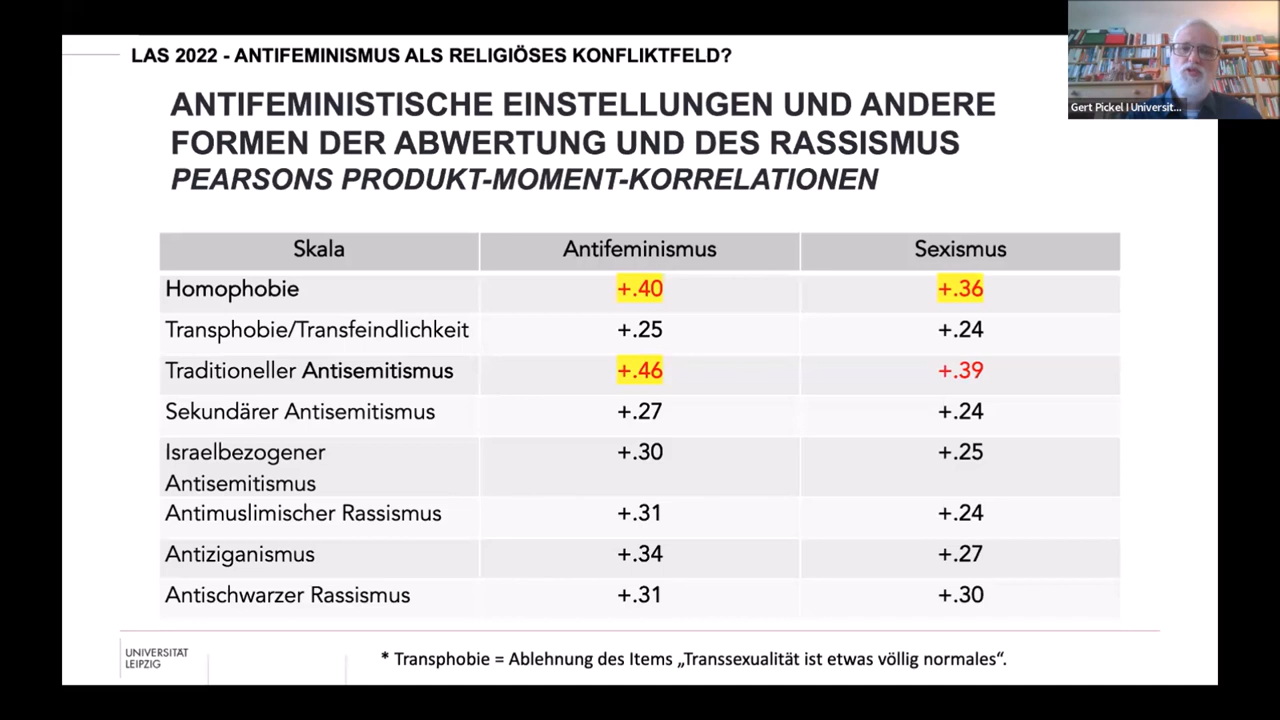 LAS 2022 - ANTIFEMINISMUS ALS RELIGIÖSES KONFLIKTFELD?
Gert Pickel I Universit...
ANTIFEMINISTISCHE EINSTELLUNGEN UND ANDERE
FORMEN DER ABWERTUNG UND DES RASSISMUS
PEARSONS PRODUKT-MOMENT-KORRELATIONEN
Skala Antifeminismus Sexismus
Homophobie +.40 +.36
Transphobie/Transfeindlichkeit +.25 +.24
Traditioneller Antisemitismus +.46 +.39
Sekundärer Antisemitismus +.27 +.24
Israelbezogener +.30 +.25
Antisemitismus
Antimuslimischer Rassismus +.31 +.24
Antiziganismus +.34 +.27
Antischwarzer Rassismus +.31 +.30
UNIVERSITÄT
LEIPZIG
* Transphobie = Ablehnung des Items „Transsexualität ist etwas völlig normales“.